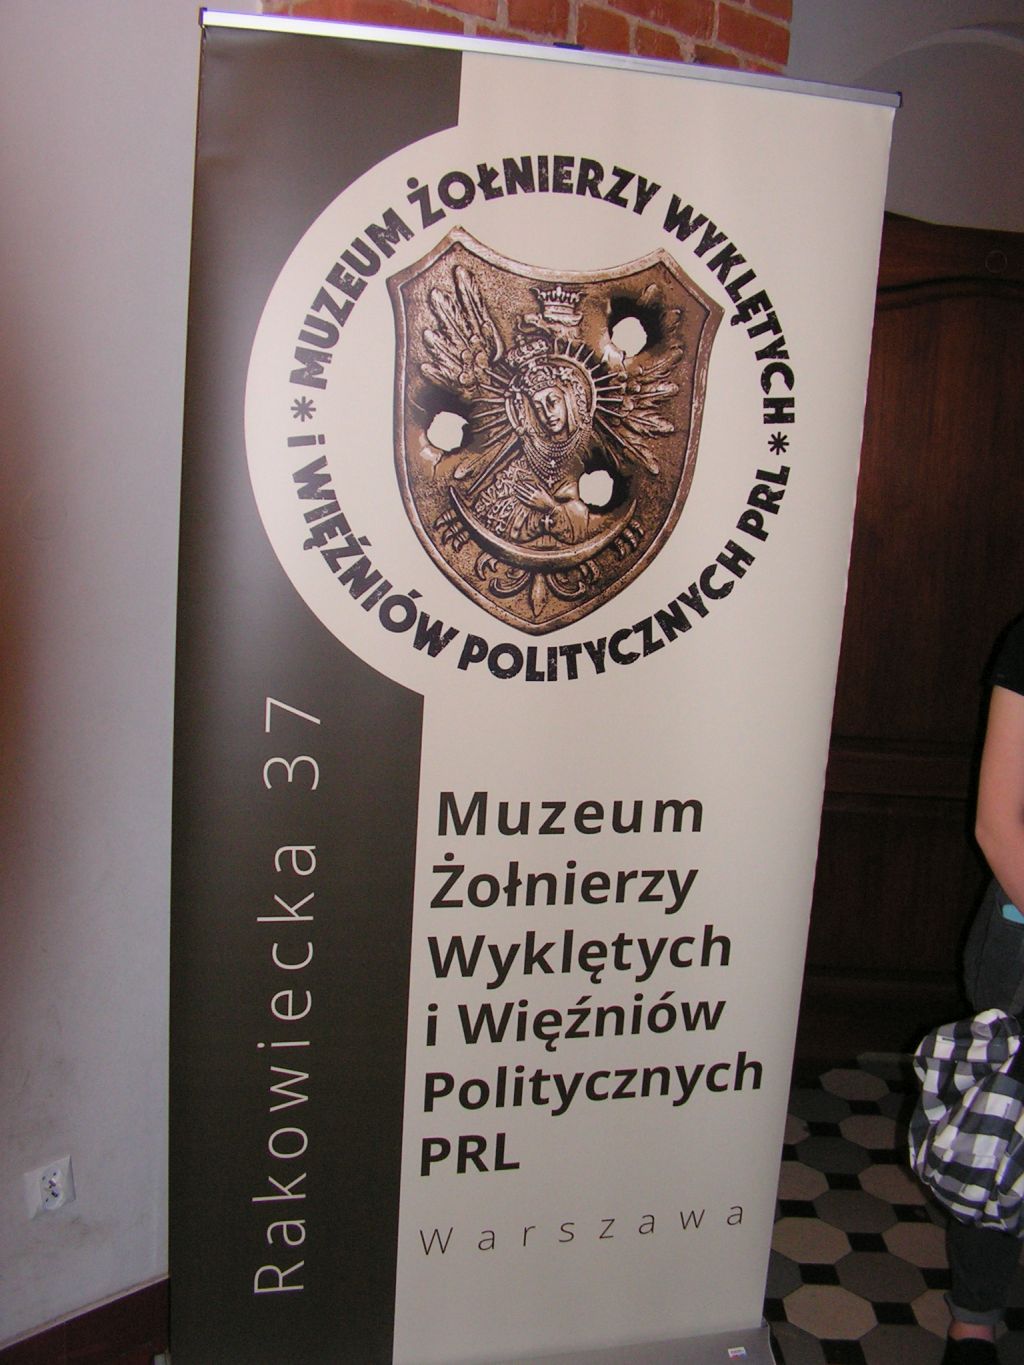 * MUZEUM ŻOŁNIERZY WYKLĘTYCH *
I WIĘŹNIÓW POLITYCZNYCH PRL
Rakowiecka 37
Muzeum
Żołnierzy
Wyklętych
i Więźniów
Politycznych
PRL
Warszawa